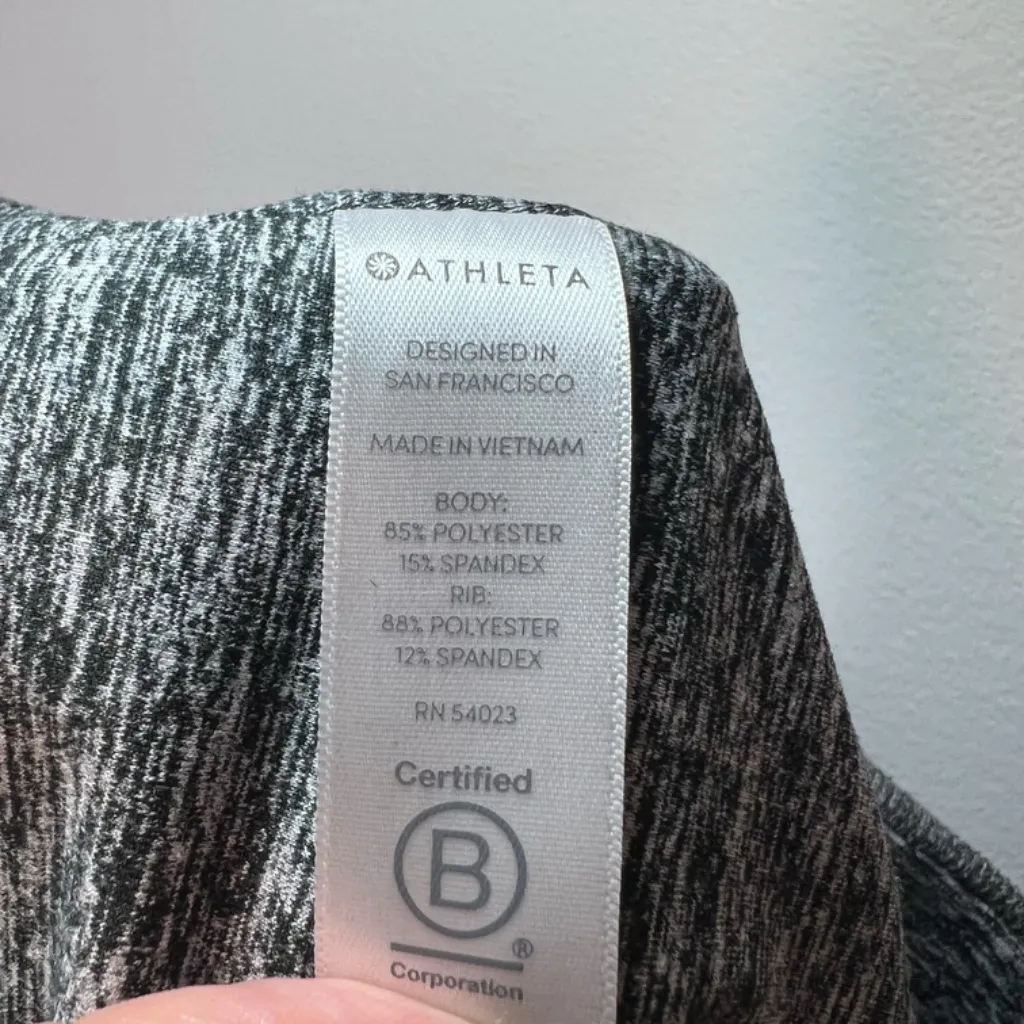 ATHLETA
DESIGNED IN
SAN FRANCISCO
MADE IN VIETNAM
BODY:
85% POLYESTER
15% SPANDEX
RIB:
88% POLYESTER
12% SPANDEX
RN 54023
Certified
B
®
Corporation